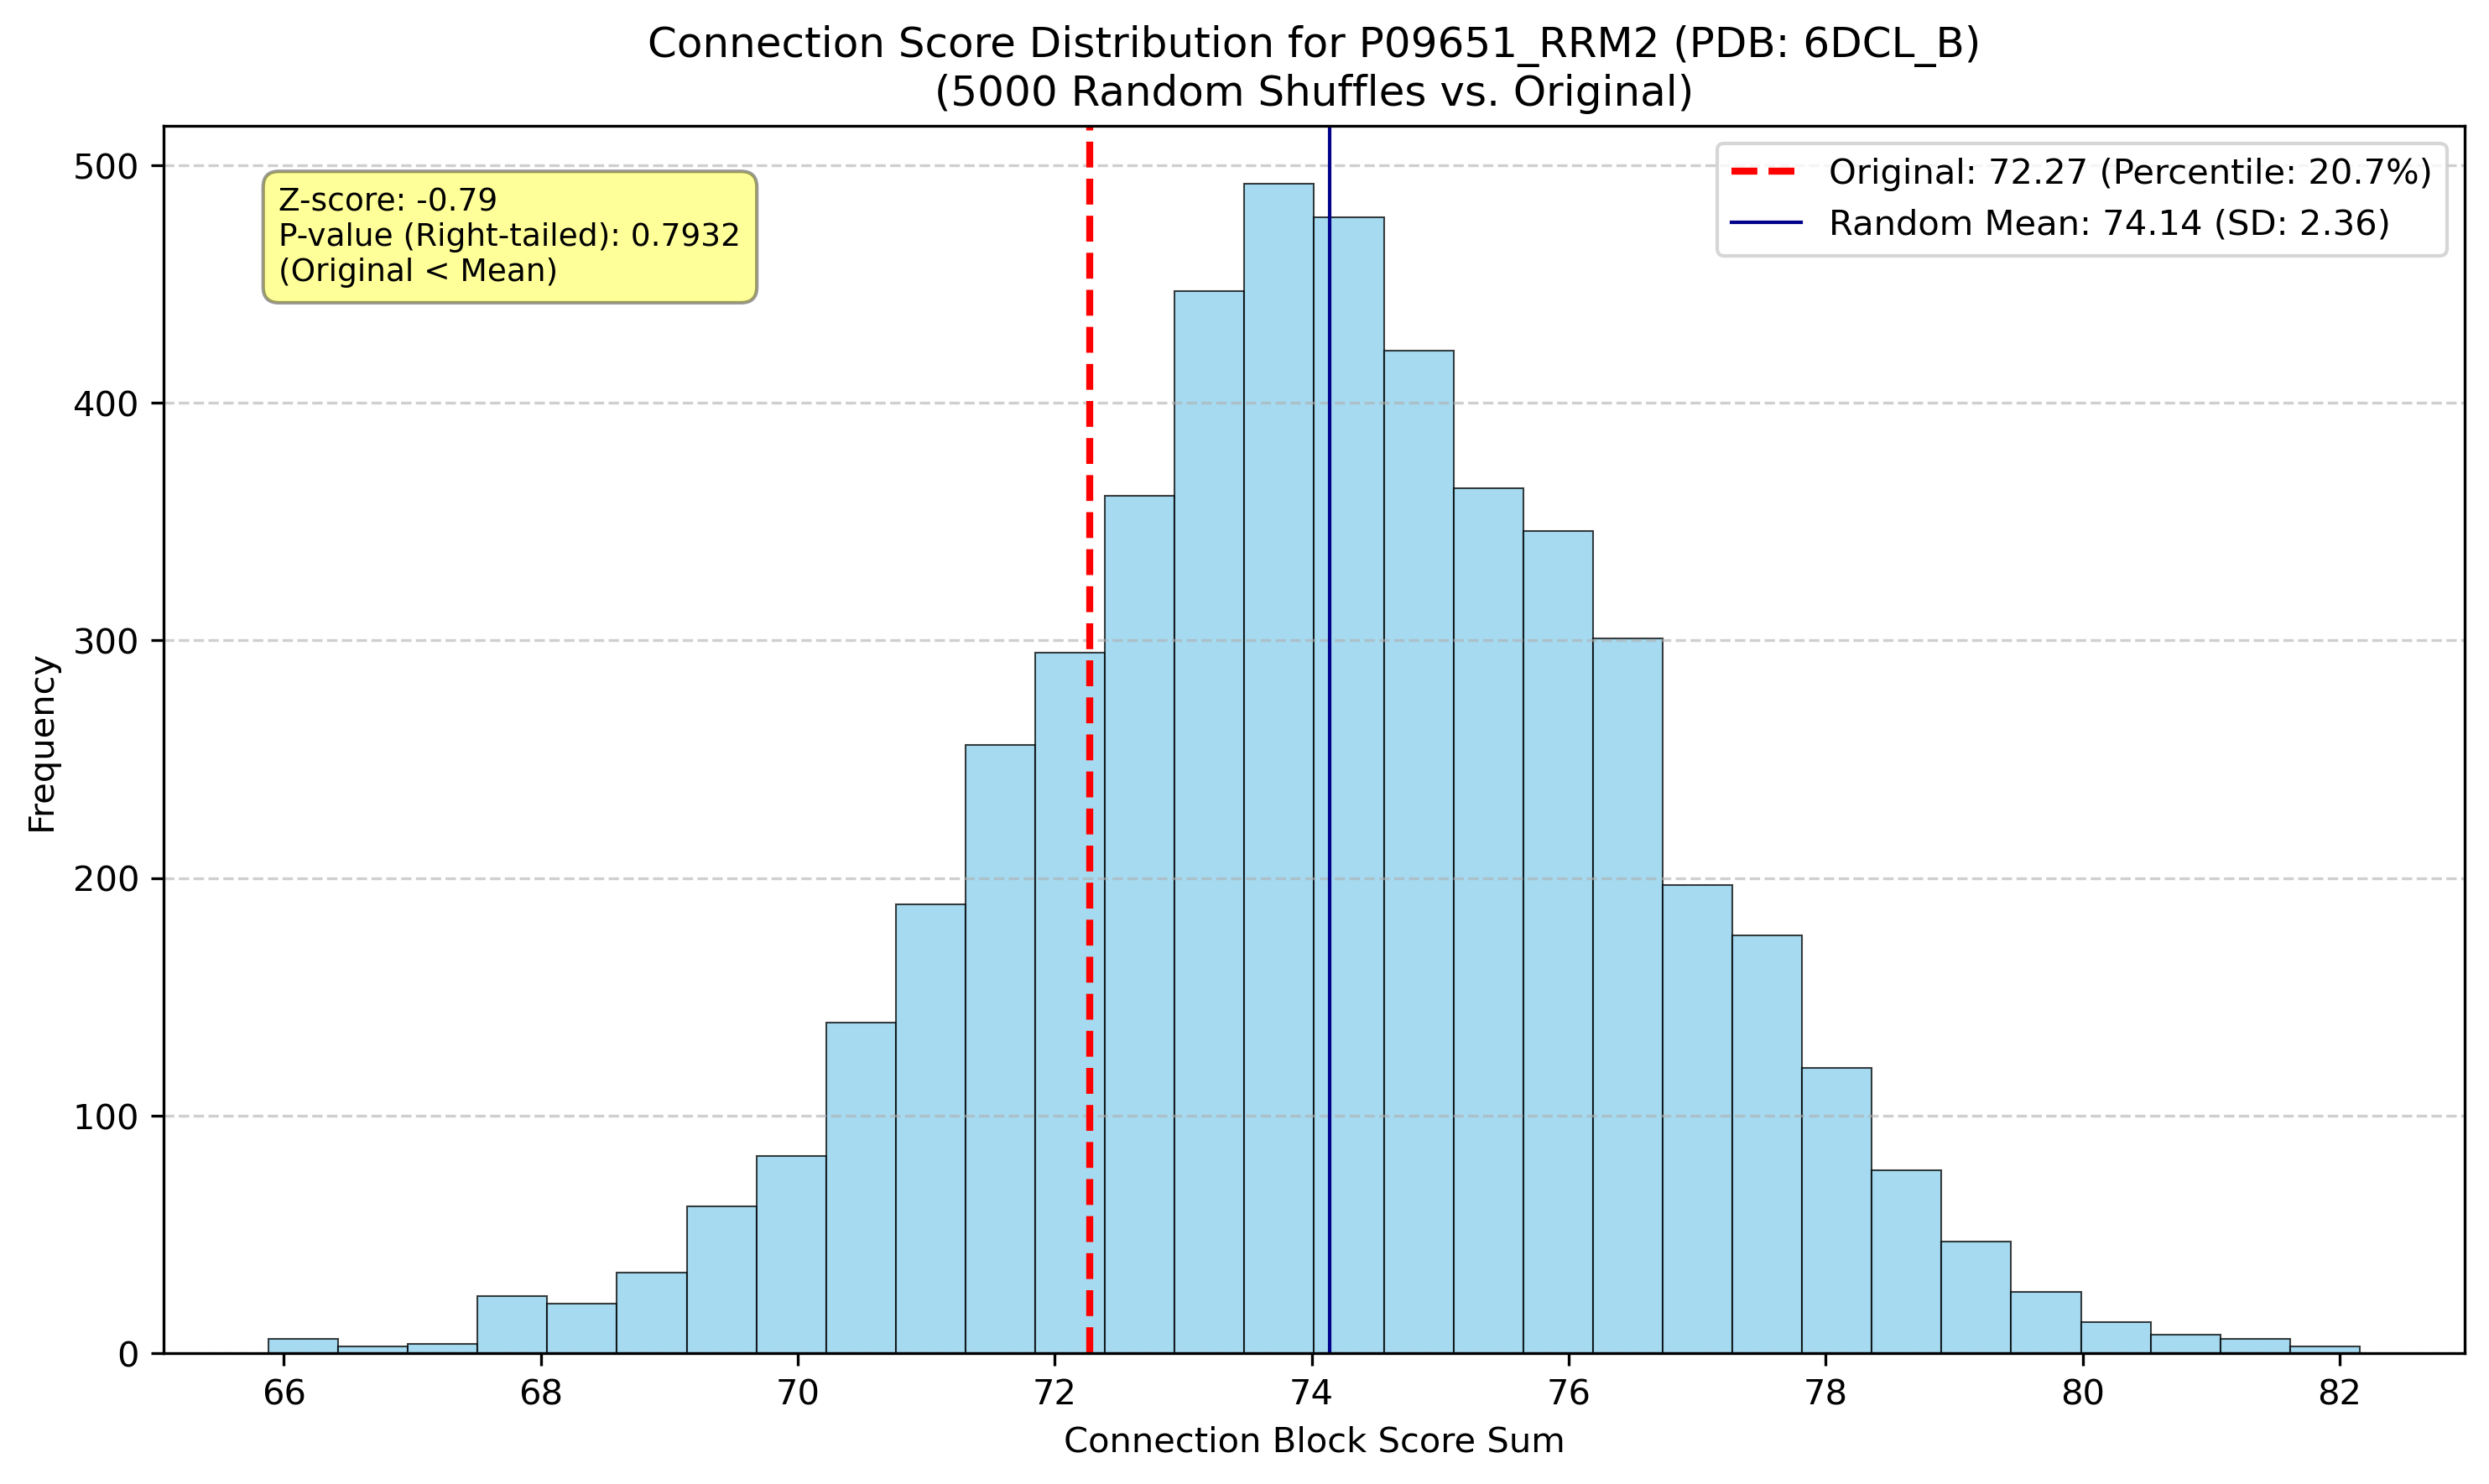 Connection Score Distribution for P09651_RRM2 (PDB: 6DCL_B)
(5000 Random Shuffles vs. Original)
Z-score: -0.79
P-value (Right-tailed): 0.7932
(Original < Mean)
Original: 72.27 (Percentile: 20.7%)
Random Mean: 74.14 (SD: 2.36)
Frequency
500
400
300
200
100
0
66 68 70 72 74 76 78 80 82
Connection Block Score Sum